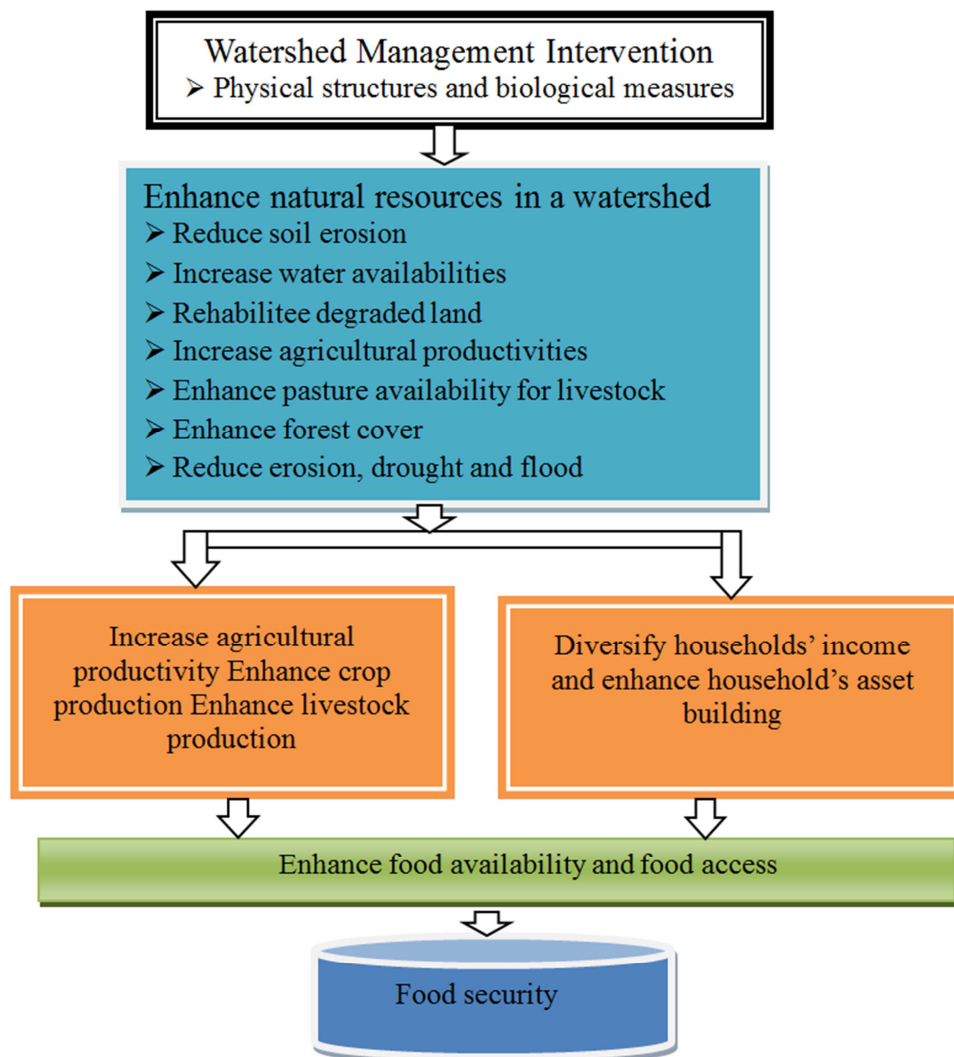 Watershed Management Intervention
➢ Physical structures and biological measures
Enhance natural resources in a watershed
➢ Reduce soil erosion
➢ Increase water availabilities
➢ Rehabilitee degraded land
➢ Increase agricultural productivities
➢ Enhance pasture availability for livestock
➢ Enhance forest cover
➢ Reduce erosion, drought and flood
Increase agricultural
productivity Enhance crop
production Enhance livestock
production
Diversify households’ income
and enhance household’s asset
building
Enhance food availability and food access
Food security